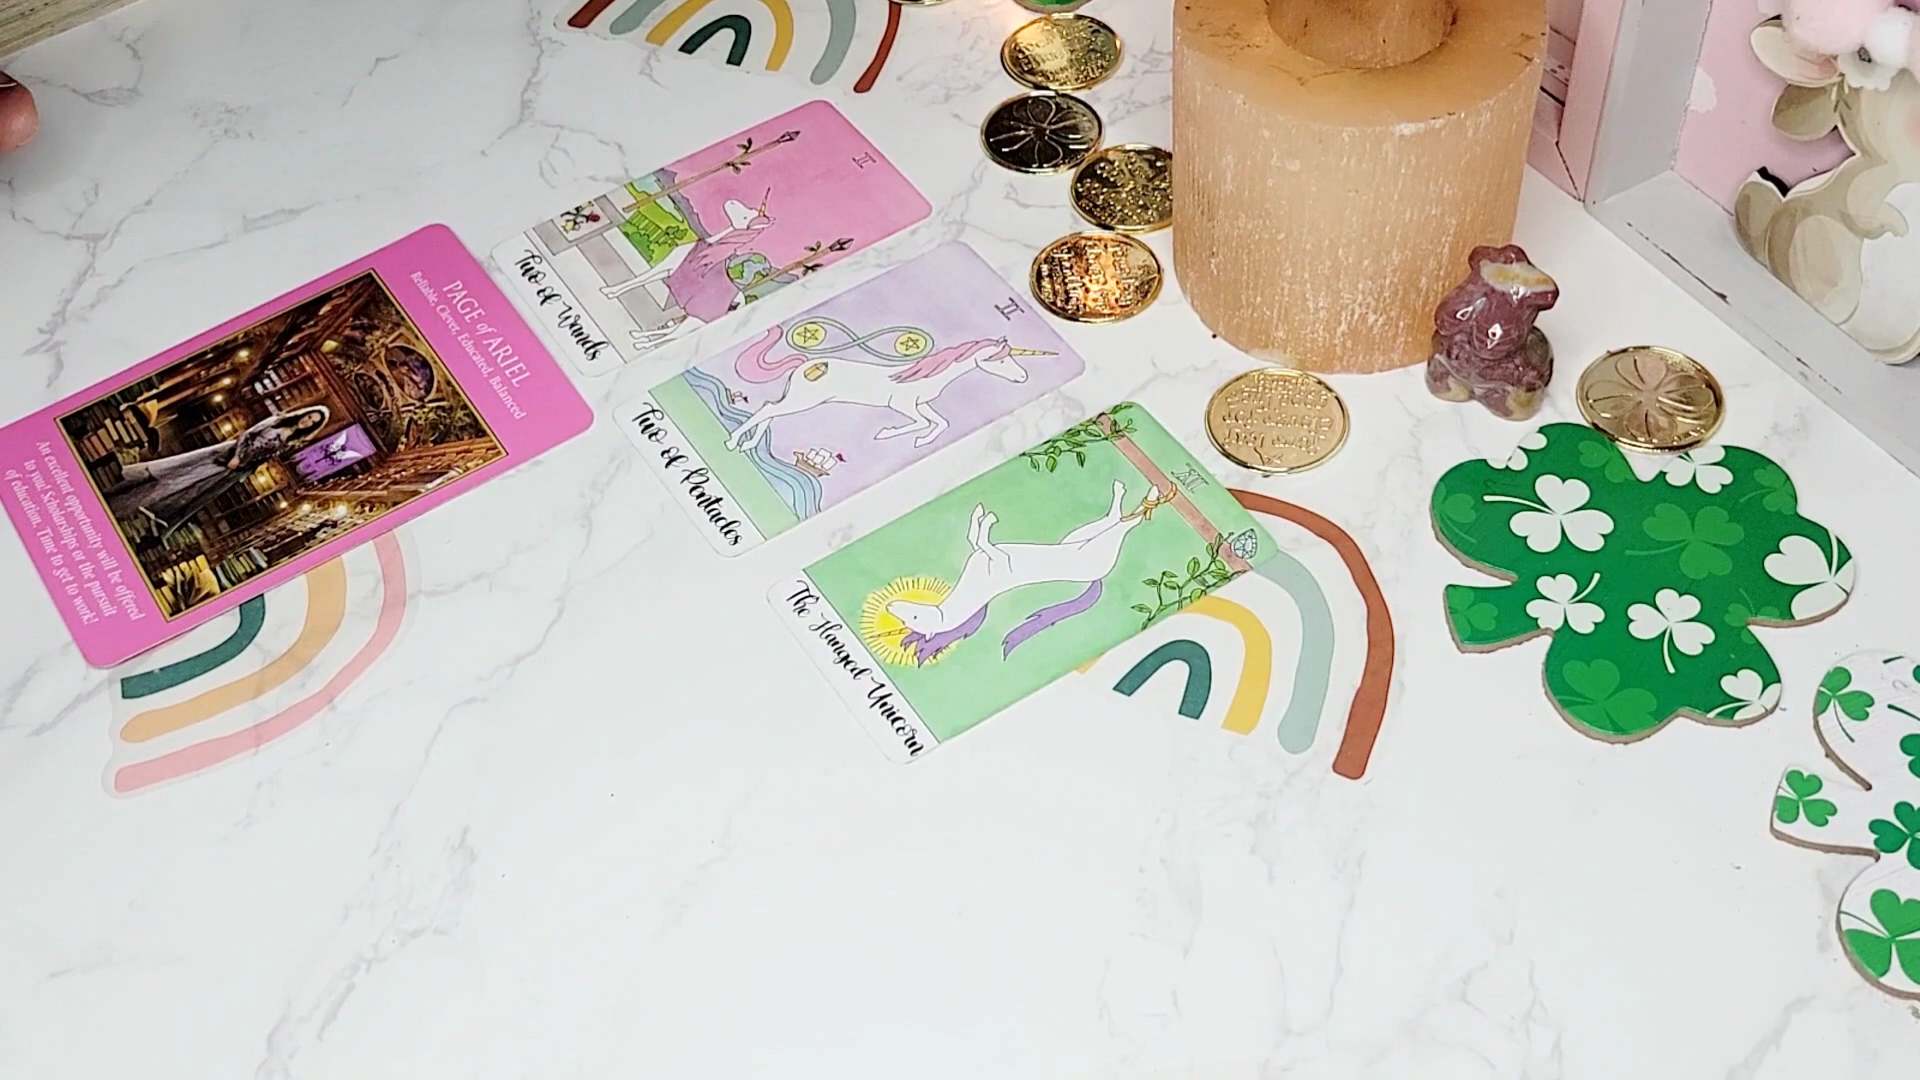 PAGE of ARIEL
Reliable, Clever, Educated, Balanced
An excellent opportunity will be offered
to you! Scholarships or the pursuit
of education. Time to get to work!
II
Two of Wands
II
Two of Pentacles
XII
The Hanged Unicorn